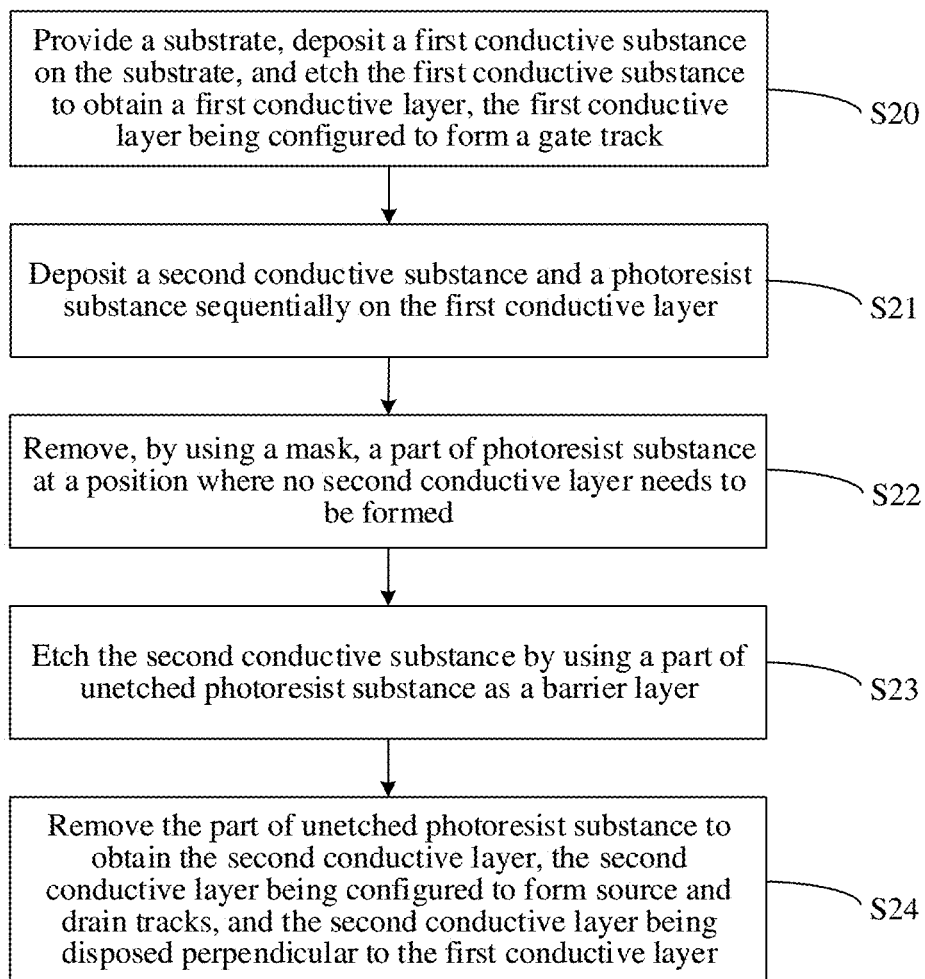 Provide a substrate, deposit a first conductive substance
on the substrate, and etch the first conductive substance
to obtain a first conductive layer, the first conductive
layer being configured to form a gate track
S20
Deposit a second conductive substance and a photoresist
substance sequentially on the first conductive layer
S21
Remove, by using a mask, a part of photoresist substance
at a position where no second conductive layer needs to
be formed
S22
Etch the second conductive substance by using a part of
unetched photoresist substance as a barrier layer
S23
Remove the part of unetched photoresist substance to
obtain the second conductive layer, the second
conductive layer being configured to form source and
drain tracks, and the second conductive layer being
disposed perpendicular to the first conductive layer
S24